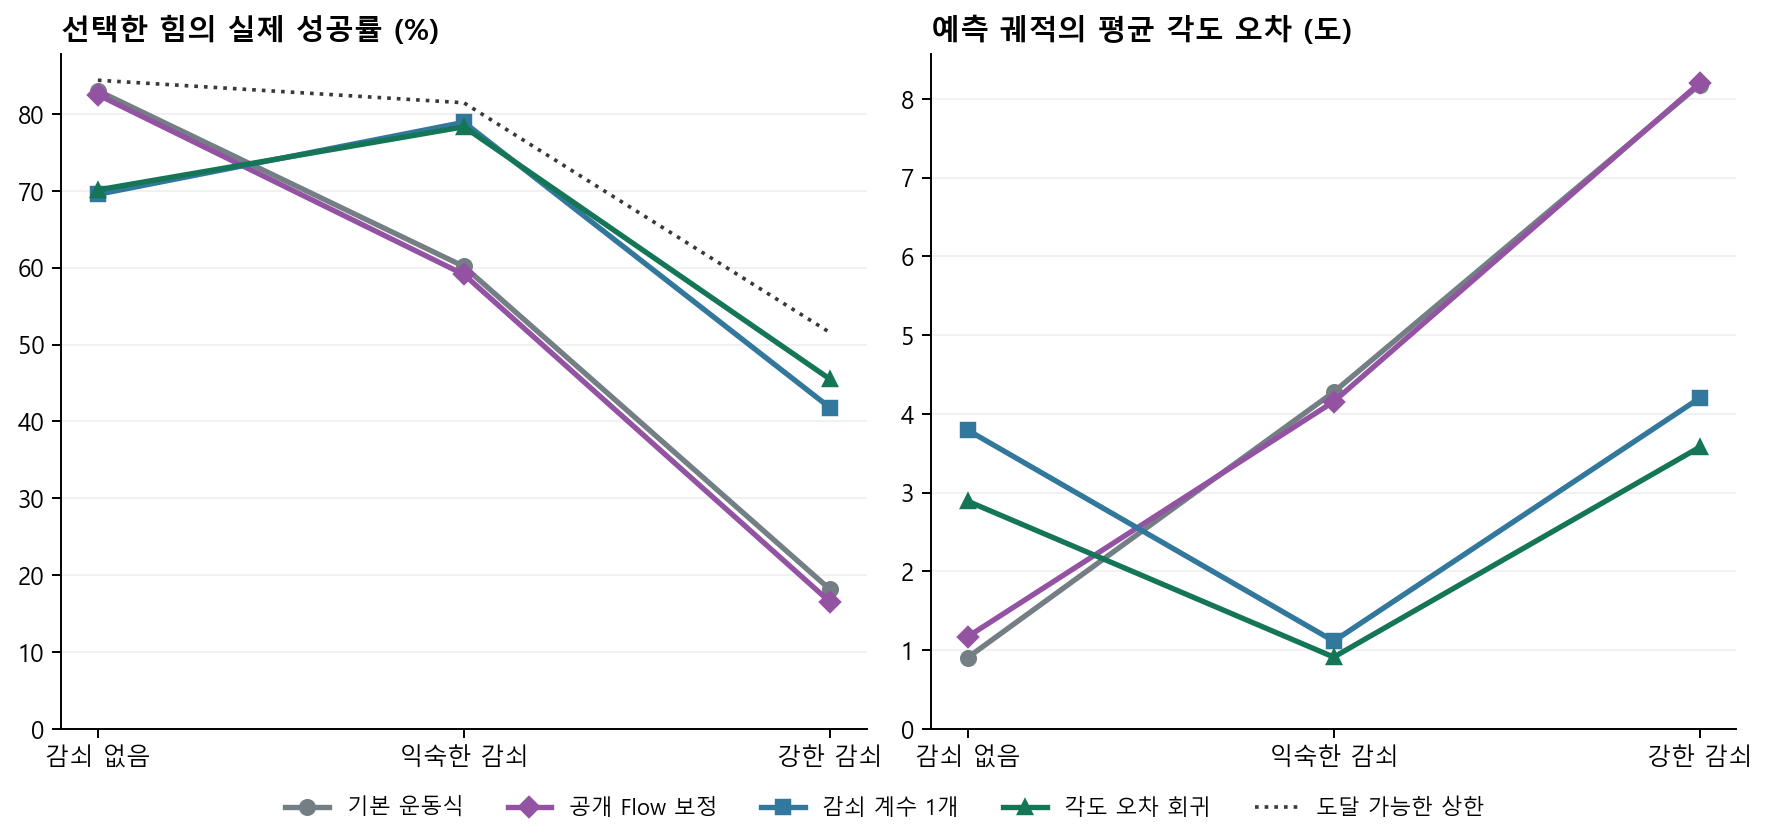 선택한 힘의 실제 성공률 (%)
80
70
60
50
40
30
20
10
0
감쇠 없음
익숙한 감쇠
강한 감쇠
예측 궤적의 평균 각도 오차 (도)
8
7
6
5
4
3
2
1
0
감쇠 없음
익숙한 감쇠
강한 감쇠
기본 운동식
공개 Flow 보정
감쇠 계수 1개
각도 오차 회귀
도달 가능한 상한